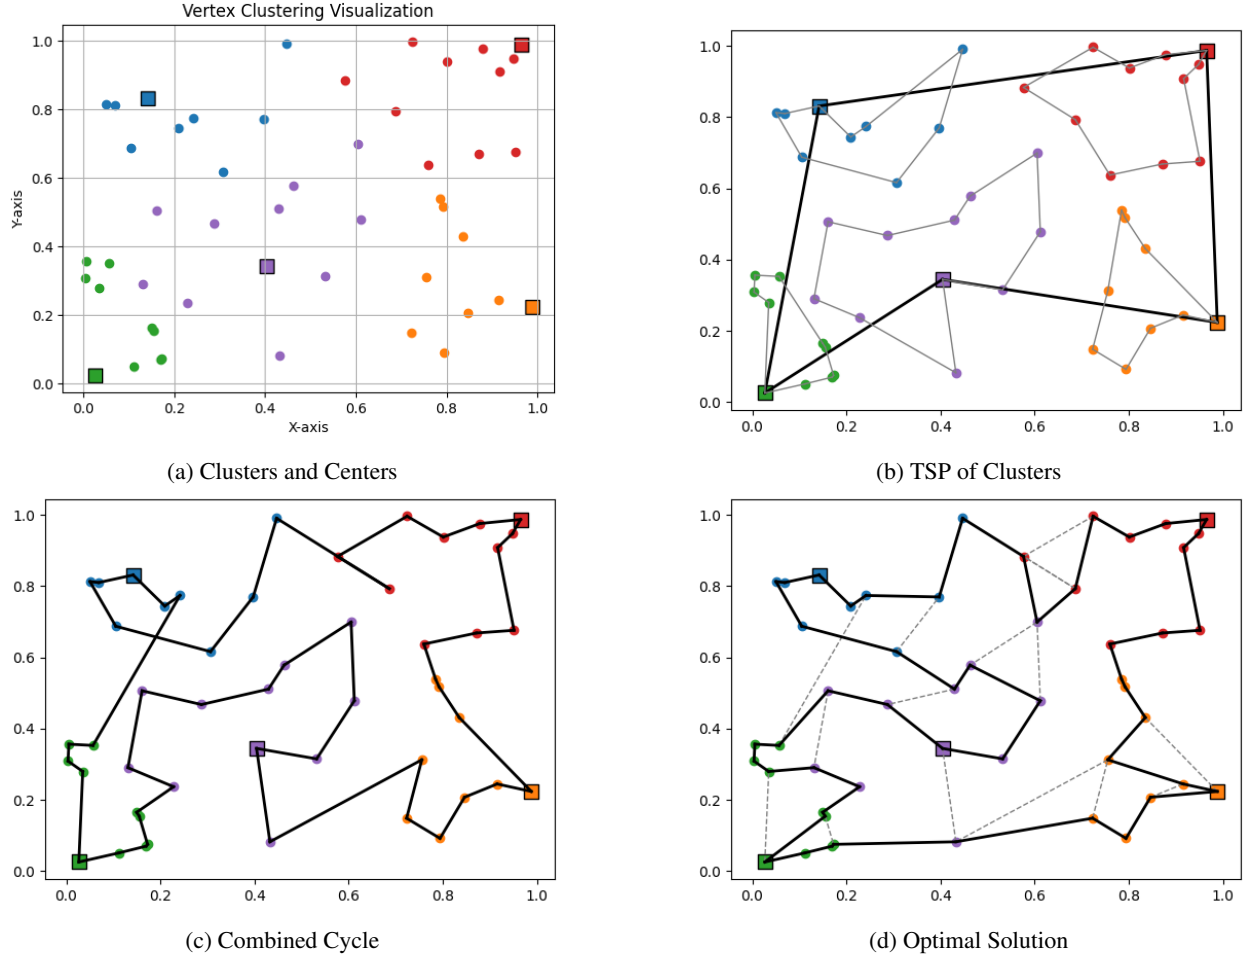 Vertex Clustering Visualization
1.0
0.8
0.6
0.4
0.2
0.0
Y-axis
0.0 0.2 0.4 0.6 0.8 1.0
X-axis
(a) Clusters and Centers
1.0
0.8
0.6
0.4
0.2
0.0
0.0 0.2 0.4 0.6 0.8 1.0
(b) TSP of Clusters
1.0
0.8
0.6
0.4
0.2
0.0
0.0 0.2 0.4 0.6 0.8 1.0
(c) Combined Cycle
1.0
0.8
0.6
0.4
0.2
0.0
0.0 0.2 0.4 0.6 0.8 1.0
(d) Optimal Solution